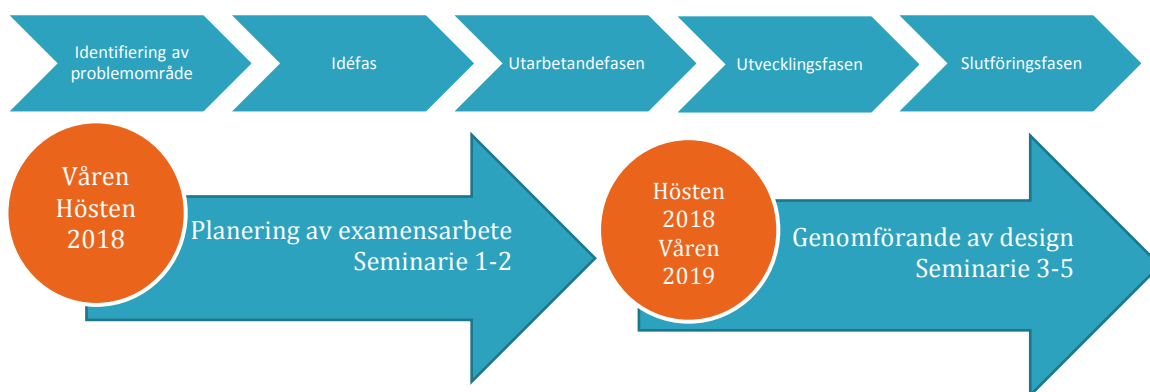 Identifiering av
problemområde
Idéfas
Utarbetandefasen
Utvecklingsfasen
Slutföringsfasen
Våren
Hösten
2018
Planering av examensarbete
Seminarie 1-2
Hösten
2018
Våren
2019
Genomförande av design
Seminarie 3-5